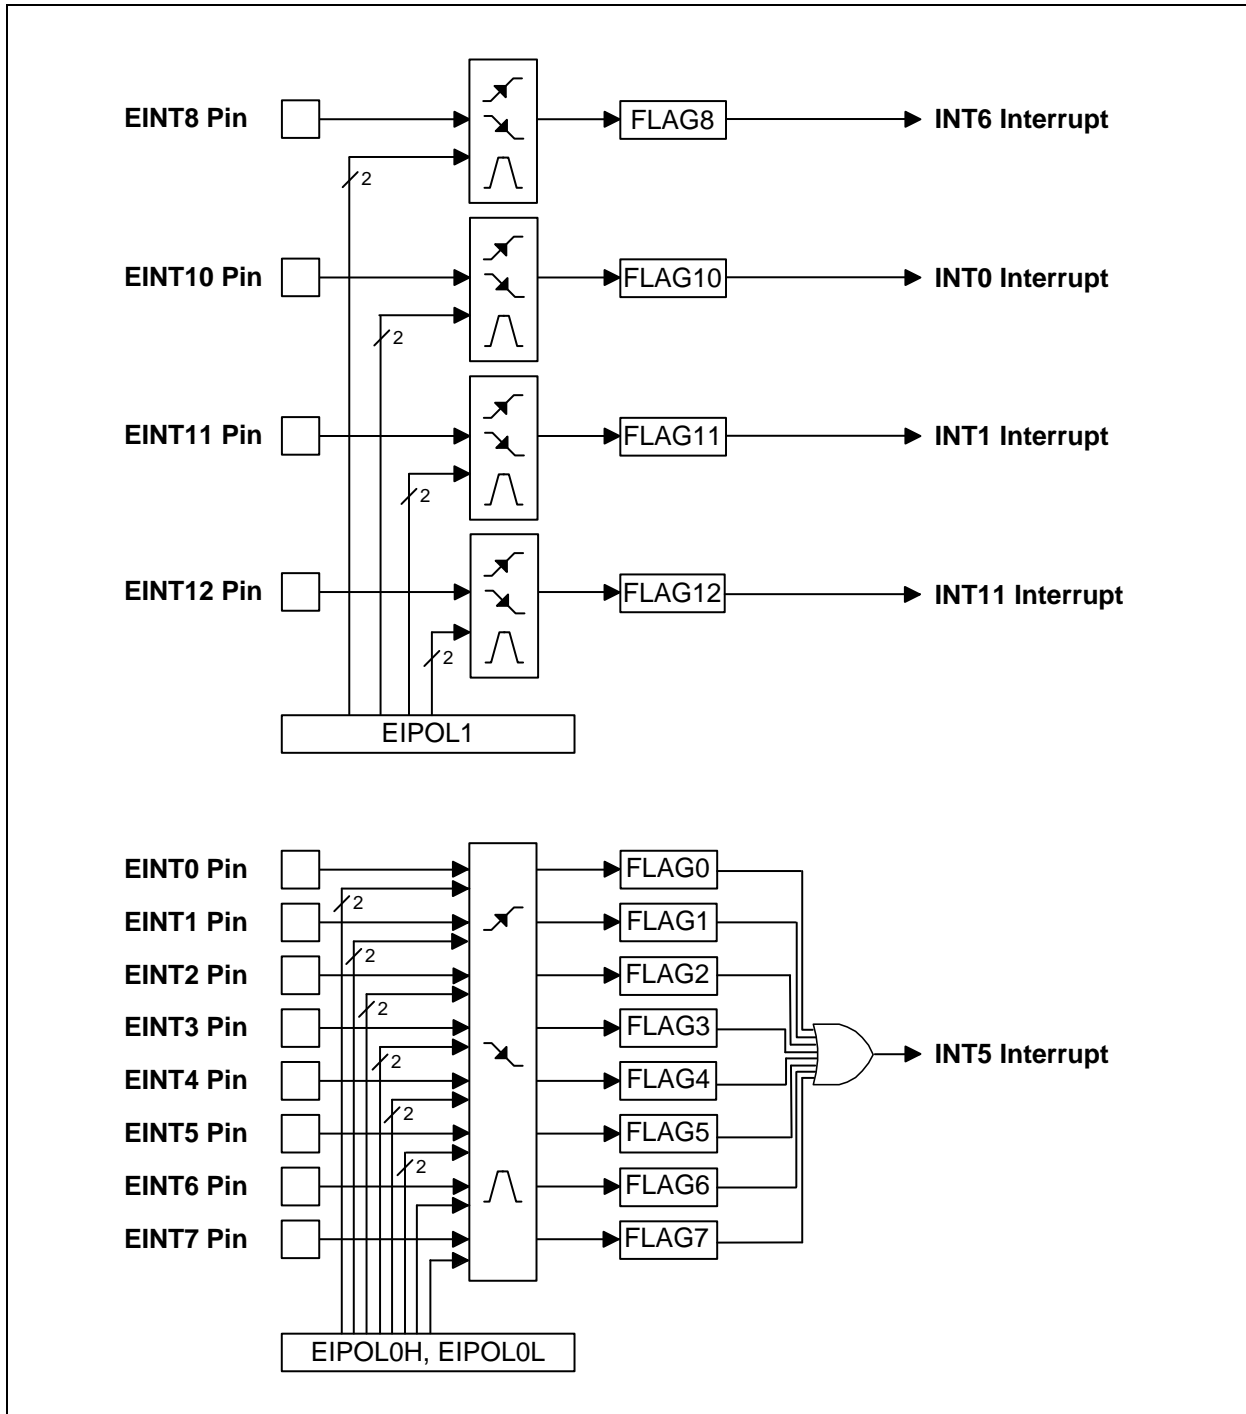 EINT8 Pin
FLAG8
INT6 Interrupt
2
EINT10 Pin
FLAG10
INT0 Interrupt
2
EINT11 Pin
FLAG11
INT1 Interrupt
2
EINT12 Pin
FLAG12
INT11 Interrupt
2
EIPOL1
EINT0 Pin
FLAG0
2
EINT1 Pin
FLAG1
2
EINT2 Pin
FLAG2
2
EINT3 Pin
FLAG3
INT5 Interrupt
2
EINT4 Pin
FLAG4
2
EINT5 Pin
FLAG5
2
EINT6 Pin
FLAG6
EINT7 Pin
FLAG7
EIPOL0H, EIPOL0L